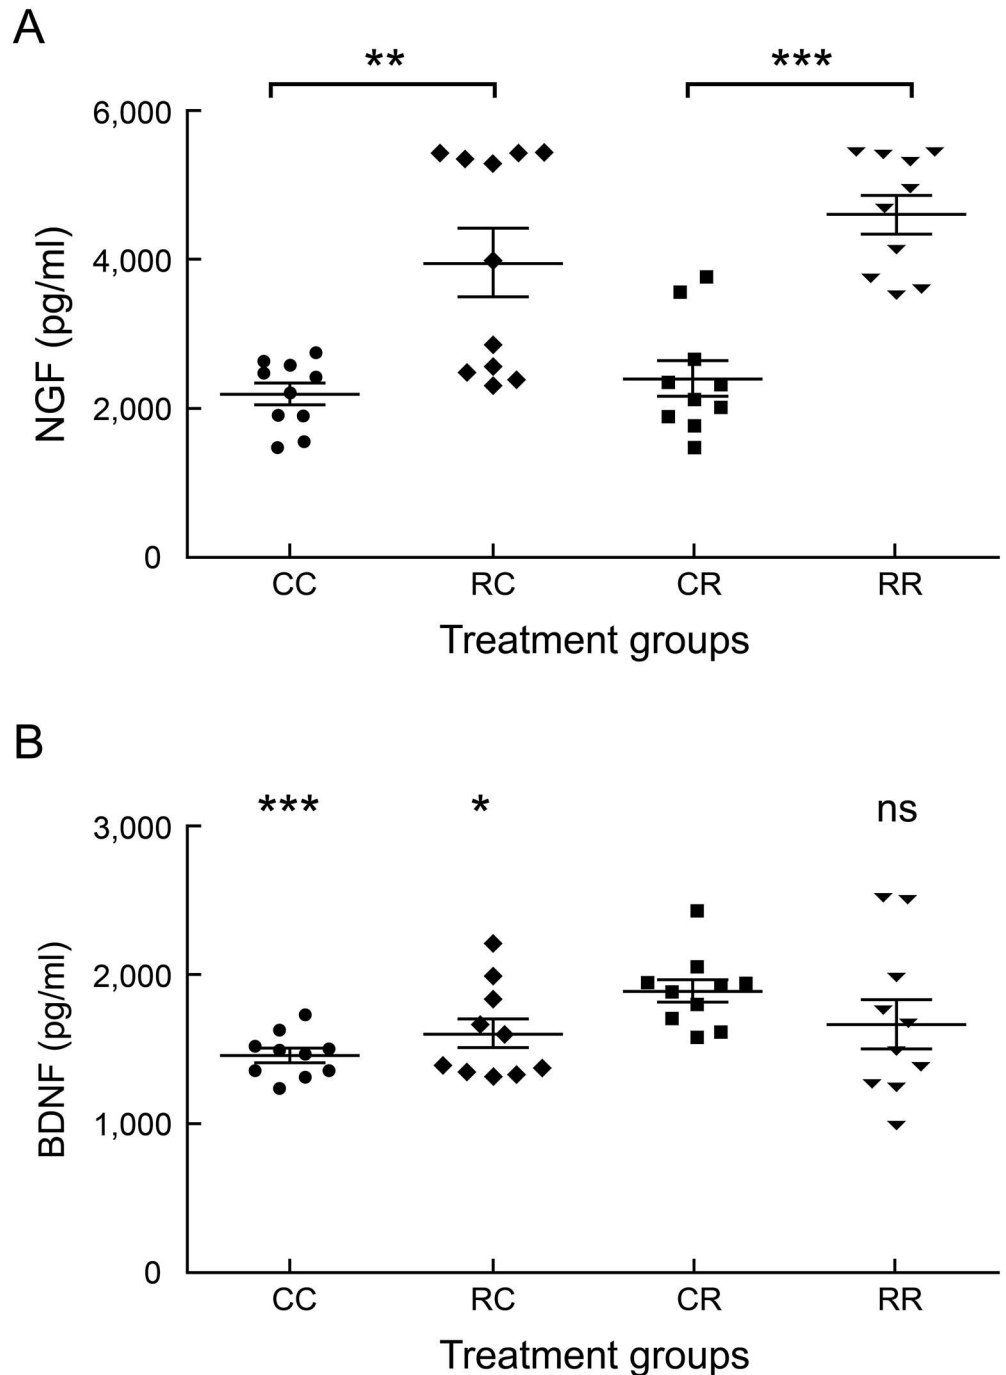 A
** ***
6,000
4,000
2,000
0
NGF (pg/ml)
CC RC CR RR
Treatment groups
B
*** * ns
3,000
2,000
1,000
0
BDNF (pg/ml)
CC RC CR RR
Treatment groups